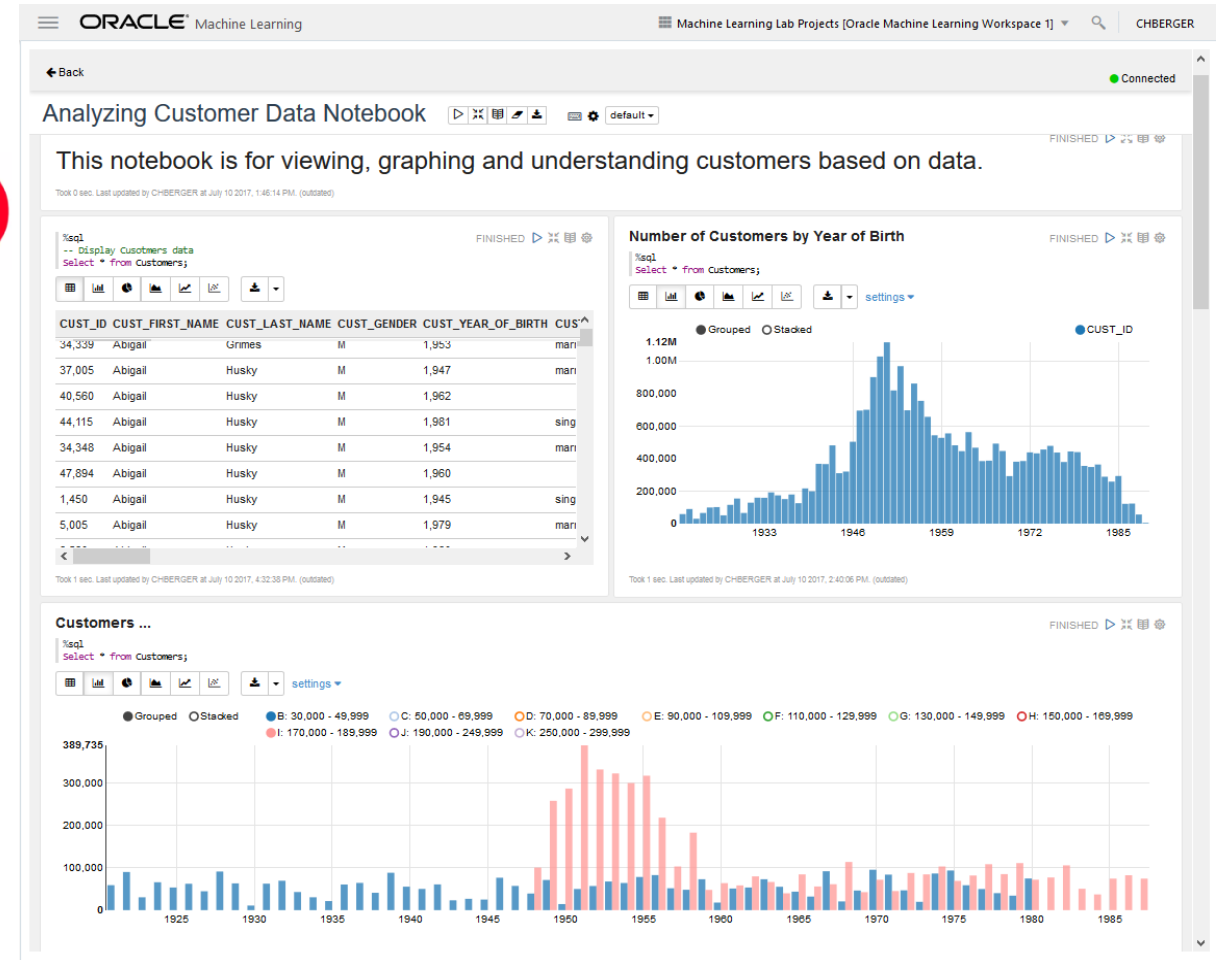 ORACLE Machine Learning
Machine Learning Lab Projects [Oracle Machine Learning Workspace 1]
CHBERGER
Back
Connected
Analyzing Customer Data Notebook
default
FINISHED
This notebook is for viewing, graphing and understanding customers based on data.
Took 0 sec. Last updated by CHBERGER at July 10 2017, 1:46:14 PM. (outdated)
%sql
FINISHED
-- Display Cusotmers data
Select * from Customers;
CUST_ID CUST_FIRST_NAME CUST_LAST_NAME CUST_GENDER CUST_YEAR_OF_BIRTH CUS
34,339 Abigail Grimes M 1,953 marr
37,005 Abigail Husky M 1,947 marr
40,560 Abigail Husky M 1,962
44,115 Abigail Husky M 1,981 sing
34,348 Abigail Husky M 1,954 marr
47,894 Abigail Husky M 1,960
1,450 Abigail Husky M 1,945 sing
5,005 Abigail Husky M 1,979 marr
Took 1 sec. Last updated by CHBERGER at July 10 2017, 4:32:38 PM. (outdated)
Number of Customers by Year of Birth
FINISHED
%sql
Select * from Customers;
settings
Grouped Stacked CUST_ID
1.12M
1.00M
800,000
600,000
400,000
200,000
0
1933 1946 1959 1972 1985
Took 1 sec. Last updated by CHBERGER at July 10 2017, 2:40:06 PM. (outdated)
Customers ...
FINISHED
%sql
Select * from Customers;
settings
Grouped Stacked B: 30,000 - 49,999 C: 50,000 - 69,999 D: 70,000 - 89,999 E: 90,000 - 109,999 F: 110,000 - 129,999 G: 130,000 - 149,999 H: 150,000 - 169,999
I: 170,000 - 189,999 J: 190,000 - 249,999 K: 250,000 - 299,999
389,735
300,000
200,000
100,000
0
1925 1930 1935 1940 1945 1950 1955 1960 1965 1970 1975 1980 1985